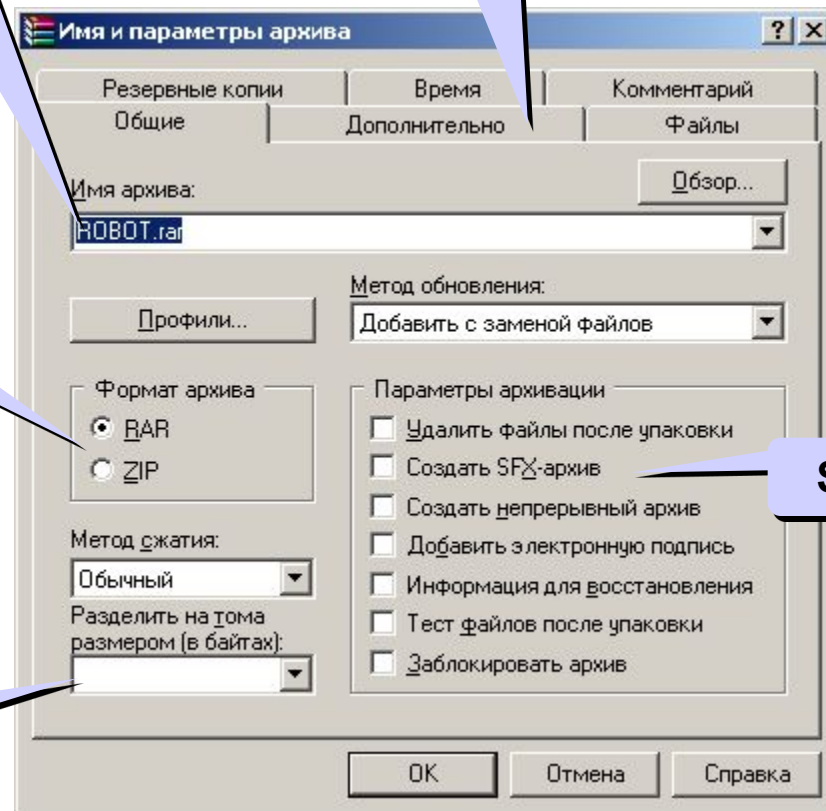 Имя и параметры архива
Резервные копии Время Комментарий
Общие Дополнительно Файлы
Имя архива:
Обзор...
ROBOT.rar
Метод обновления:
Профили...
Добавить с заменой файлов
Формат архива
RAR
ZIP
Параметры архивации
Удалить файлы после упаковки
Создать SFX-архив
Создать непрерывный архив
Добавить электронную подпись
Информация для восстановления
Тест файлов после упаковки
Заблокировать архив
Метод сжатия:
Обычный
Разделить на тома
размером (в байтах):
OK Отмена Справка